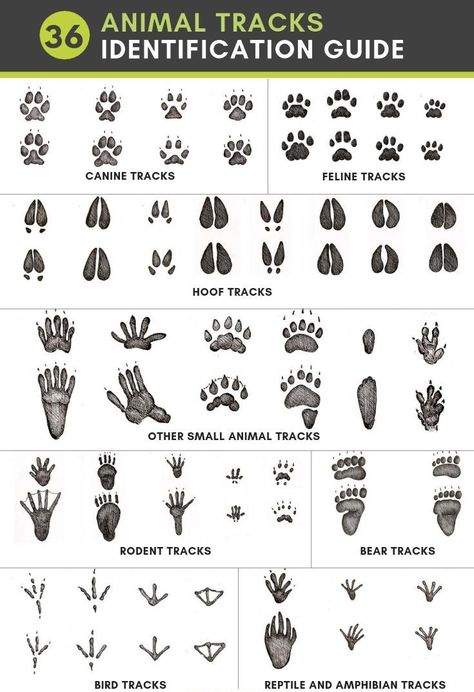 36
ANIMAL TRACKS
IDENTIFICATION GUIDE
CANINE TRACKS
FELINE TRACKS
HOOF TRACKS
OTHER SMALL ANIMAL TRACKS
RODENT TRACKS
BEAR TRACKS
BIRD TRACKS
REPTILE AND AMPHIBIAN TRACKS